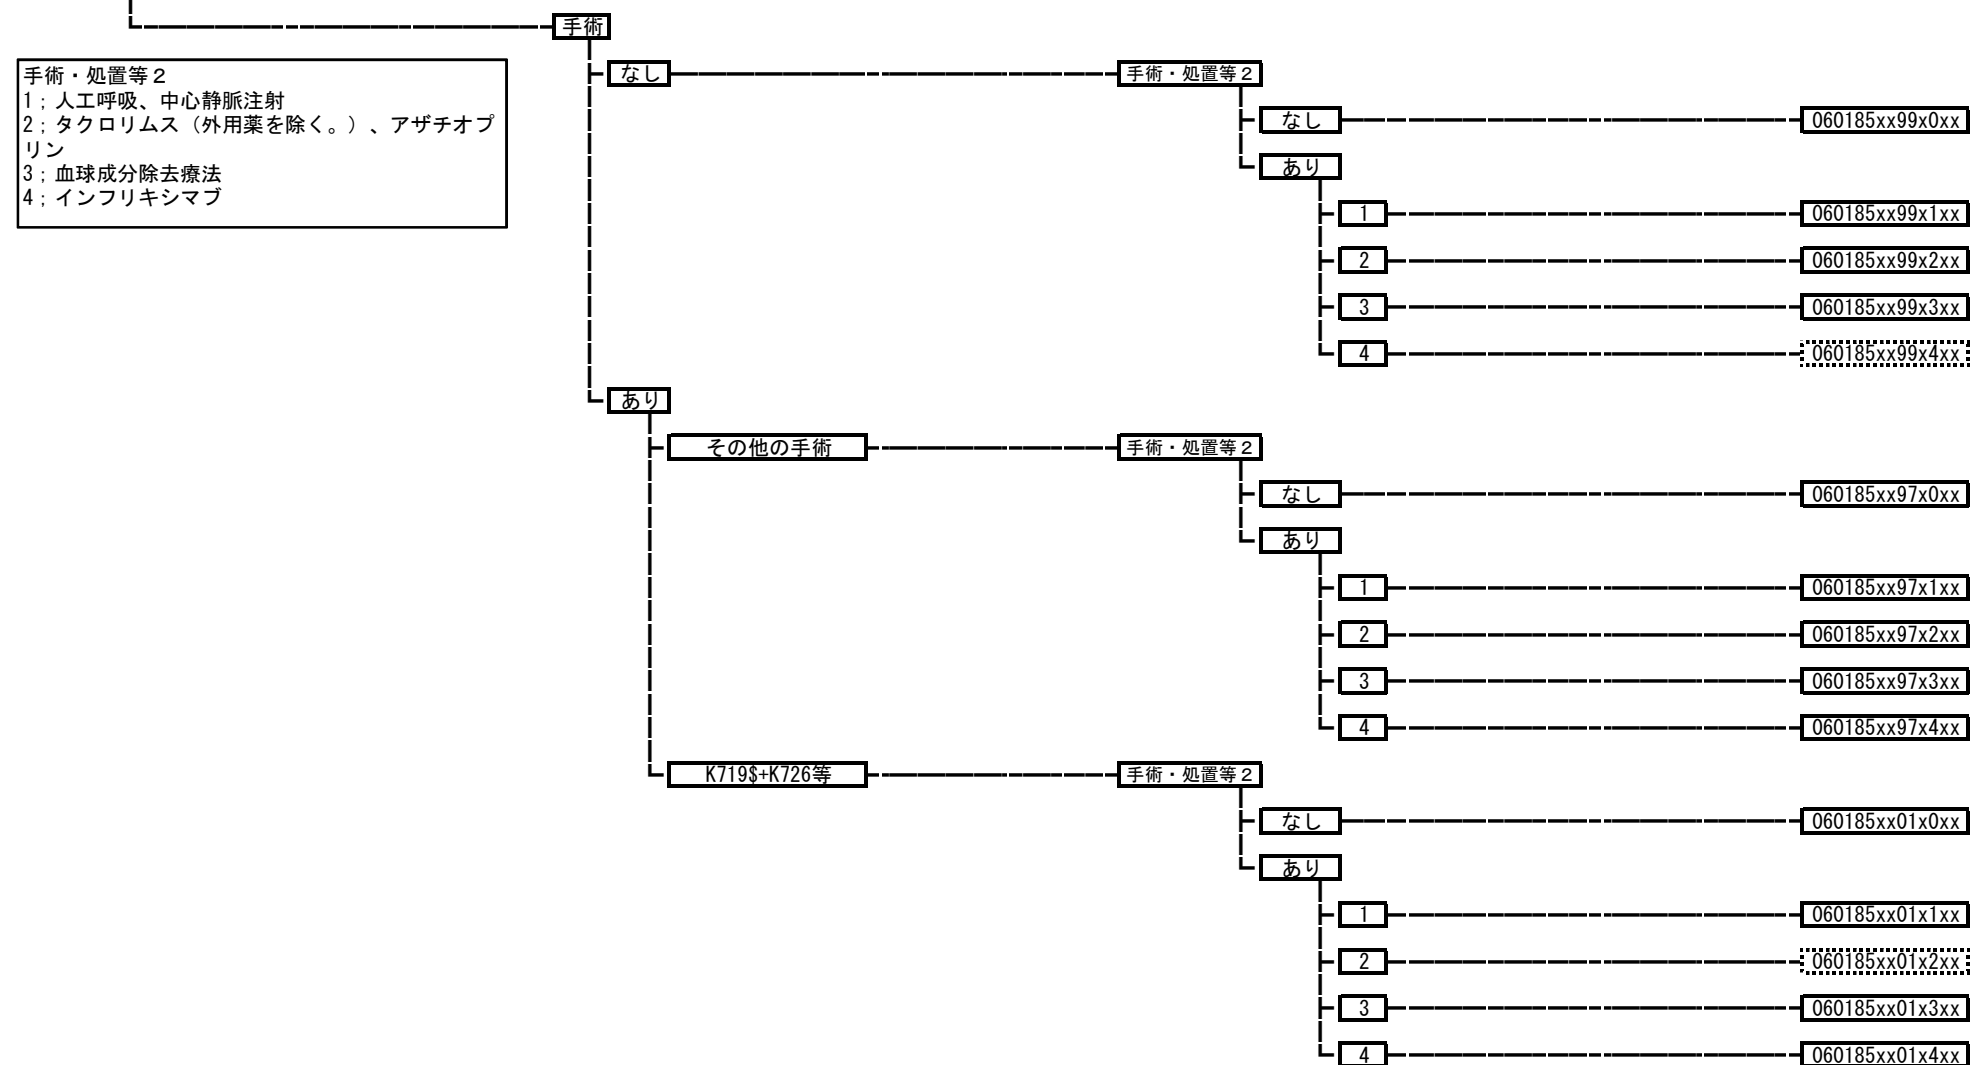 手術
手術・処置等２
1；人工呼吸、中心静脈注射
2；タクロリムス（外用薬を除く。）、アザチオプ
リン
3；血球成分除去療法
4；インフリキシマブ
なし
手術・処置等２
なし
060185xx99x0xx
あり
1
060185xx99x1xx
2
060185xx99x2xx
3
060185xx99x3xx
4
060185xx99x4xx
あり
その他の手術
手術・処置等２
なし
060185xx97x0xx
あり
1
060185xx97x1xx
2
060185xx97x2xx
3
060185xx97x3xx
4
060185xx97x4xx
K719$+K726等
手術・処置等２
なし
060185xx01x0xx
あり
1
060185xx01x1xx
2
060185xx01x2xx
3
060185xx01x3xx
4
060185xx01x4xx